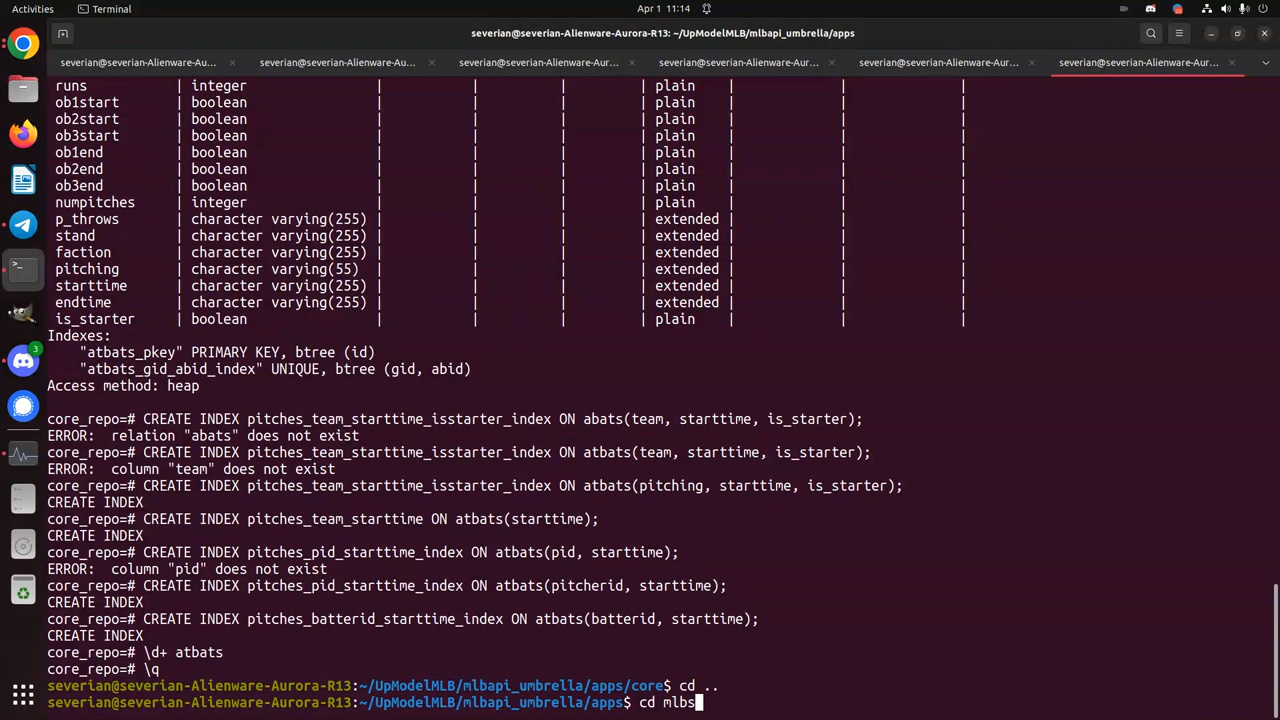 Activities Terminal Apr 1 11:14
severian@severian-Alienware-Aurora-R13: ~/UpModelMLB/mlbapi_umbrella/apps
severian@severian-Alienware-Au... severian@severian-Alienware-Au... severian@severian-Alienware-Aur... severian@severian-Alienware-Aur... severian@severian-Alienware-Aur... severian@severian-Alienware-Aur...
runs | integer | | | | plain | | |
ob1start | boolean | | | | plain | | |
ob2start | boolean | | | | plain | | |
ob3start | boolean | | | | plain | | |
ob1end | boolean | | | | plain | | |
ob2end | boolean | | | | plain | | |
ob3end | boolean | | | | plain | | |
numpitches | integer | | | | plain | | |
p_throws | character varying(255) | | | | extended | | |
stand | character varying(255) | | | | extended | | |
faction | character varying(255) | | | | extended | | |
pitching | character varying(55) | | | | extended | | |
starttime | character varying(255) | | | | extended | | |
endtime | character varying(255) | | | | extended | | |
is_starter | boolean | | | | plain | | |
Indexes:
"atbats_pkey" PRIMARY KEY, btree (id)
"atbats_gid_abid_index" UNIQUE, btree (gid, abid)
Access method: heap
core_repo=# CREATE INDEX pitches_team_starttime_isstarter_index ON abats(team, starttime, is_starter);
ERROR: relation "abats" does not exist
core_repo=# CREATE INDEX pitches_team_starttime_isstarter_index ON atbats(team, starttime, is_starter);
ERROR: column "team" does not exist
core_repo=# CREATE INDEX pitches_team_starttime_isstarter_index ON atbats(pitching, starttime, is_starter);
CREATE INDEX
core_repo=# CREATE INDEX pitches_team_starttime ON atbats(starttime);
CREATE INDEX
core_repo=# CREATE INDEX pitches_pid_starttime_index ON atbats(pid, starttime);
ERROR: column "pid" does not exist
core_repo=# CREATE INDEX pitches_pid_starttime_index ON atbats(pitcherid, starttime);
CREATE INDEX
core_repo=# CREATE INDEX pitches_batterid_starttime_index ON atbats(batterid, starttime);
CREATE INDEX
core_repo=# \d+ atbats
core_repo=# \q
severian@severian-Alienware-Aurora-R13:~/UpModelMLB/mlbapi_umbrella/apps/core$ cd ..
severian@severian-Alienware-Aurora-R13:~/UpModelMLB/mlbapi_umbrella/apps$ cd mlbs
3